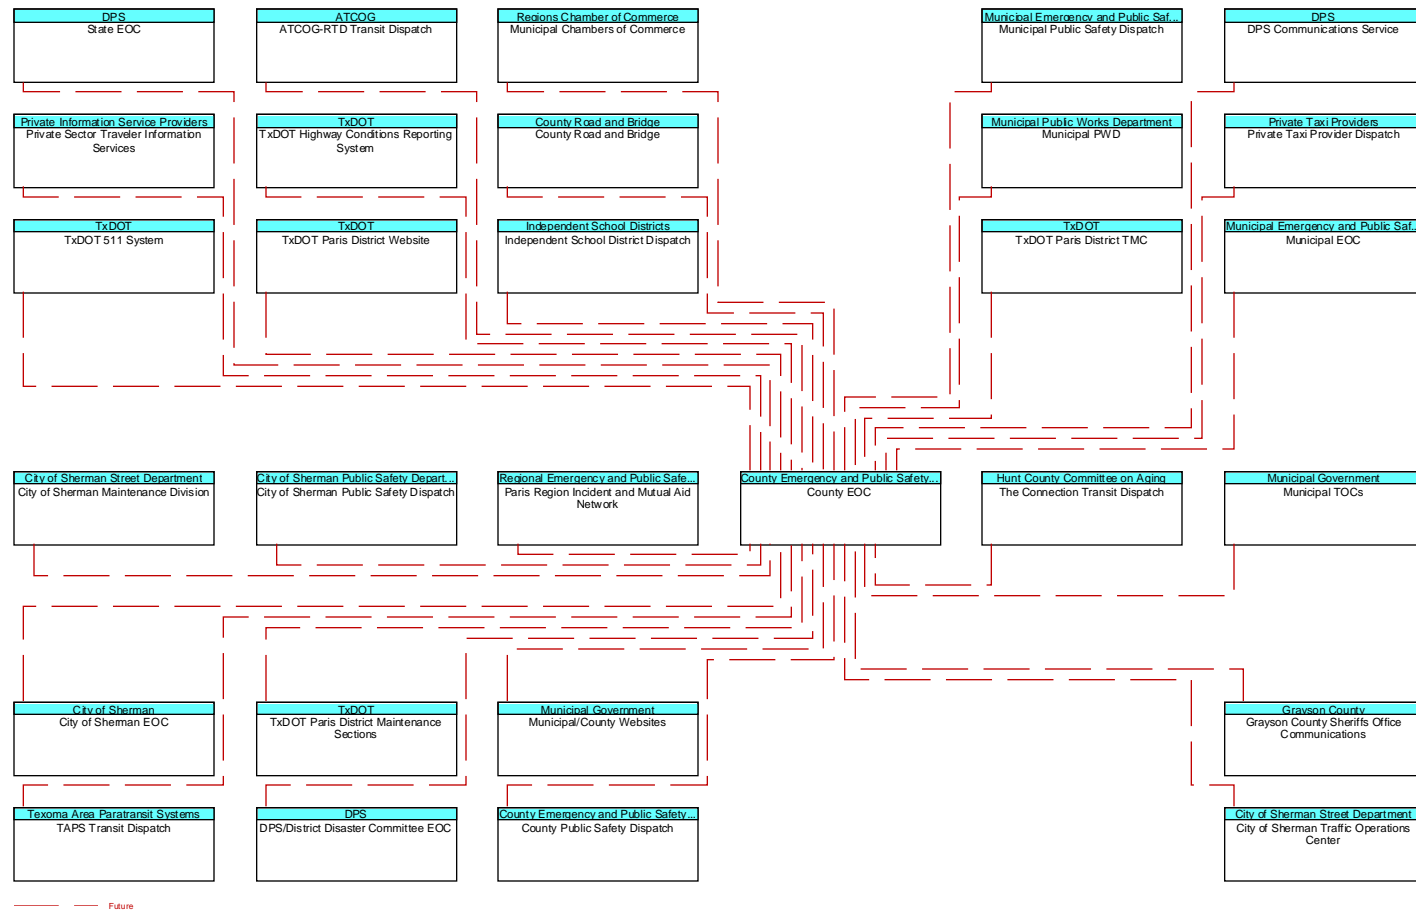 DPS
State EOC
ATCOG
ATCOG-RTD Transit Dispatch
Regions Chamber of Commerce
Municipal Chambers of Commerce
Municipal Emergency and Public Saf...
Municipal Public Safety Dispatch
DPS
DPS Communications Service
Private Information Service Providers
Private Sector Traveler Information
Services
TxDOT
TxDOT Highway Conditions Reporting
System
County Road and Bridge
County Road and Bridge
Municipal Public Works Department
Municipal PWD
Private Taxi Providers
Private Taxi Provider Dispatch
TxDOT
TxDOT 511 System
TxDOT
TxDOT Paris District Website
Independent School Districts
Independent School District Dispatch
TxDOT
TxDOT Paris District TMC
Municipal Emergency and Public Saf...
Municipal EOC
City of Sherman Street Department
City of Sherman Maintenance Division
City of Sherman Public Safety Depart...
City of Sherman Public Safety Dispatch
Regional Emergency and Public Safe...
Paris Region Incident and Mutual Aid
Network
County Emergency and Public Safety...
County EOC
Hunt County Committee on Aging
The Connection Transit Dispatch
Municipal Government
Municipal TOCs
City of Sherman
City of Sherman EOC
TxDOT
TxDOT Paris District Maintenance
Sections
Municipal Government
Municipal/County Websites
Grayson County
Grayson County Sheriffs Office
Communications
Texoma Area Paratransit Systems
TAPS Transit Dispatch
DPS
DPS/District Disaster Committee EOC
County Emergency and Public Safety...
County Public Safety Dispatch
City of Sherman Street Department
City of Sherman Traffic Operations
Center
Future